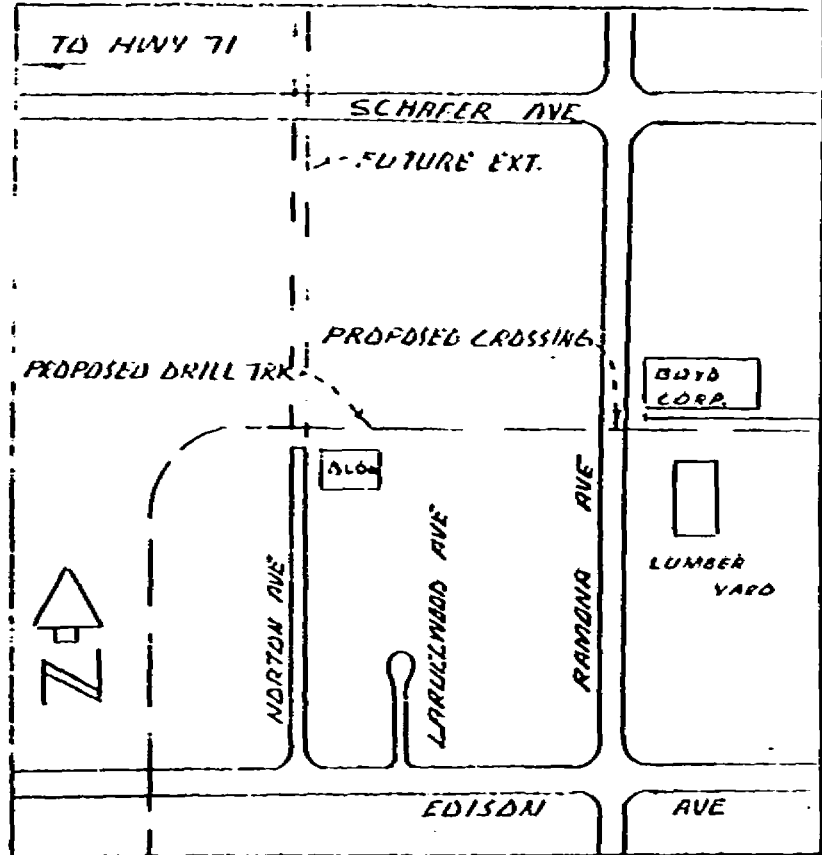 TO HWY 71
SCHAFER AVE
FUTURE EXT.
PROPOSED CROSSING
PROPOSED DRILL TRK
BOYD
CORP.
BLDG
NORTON AVE
LARUELWOOD AVE
RAMONA AVE
LUMBER
YARD
N
EDISON AVE